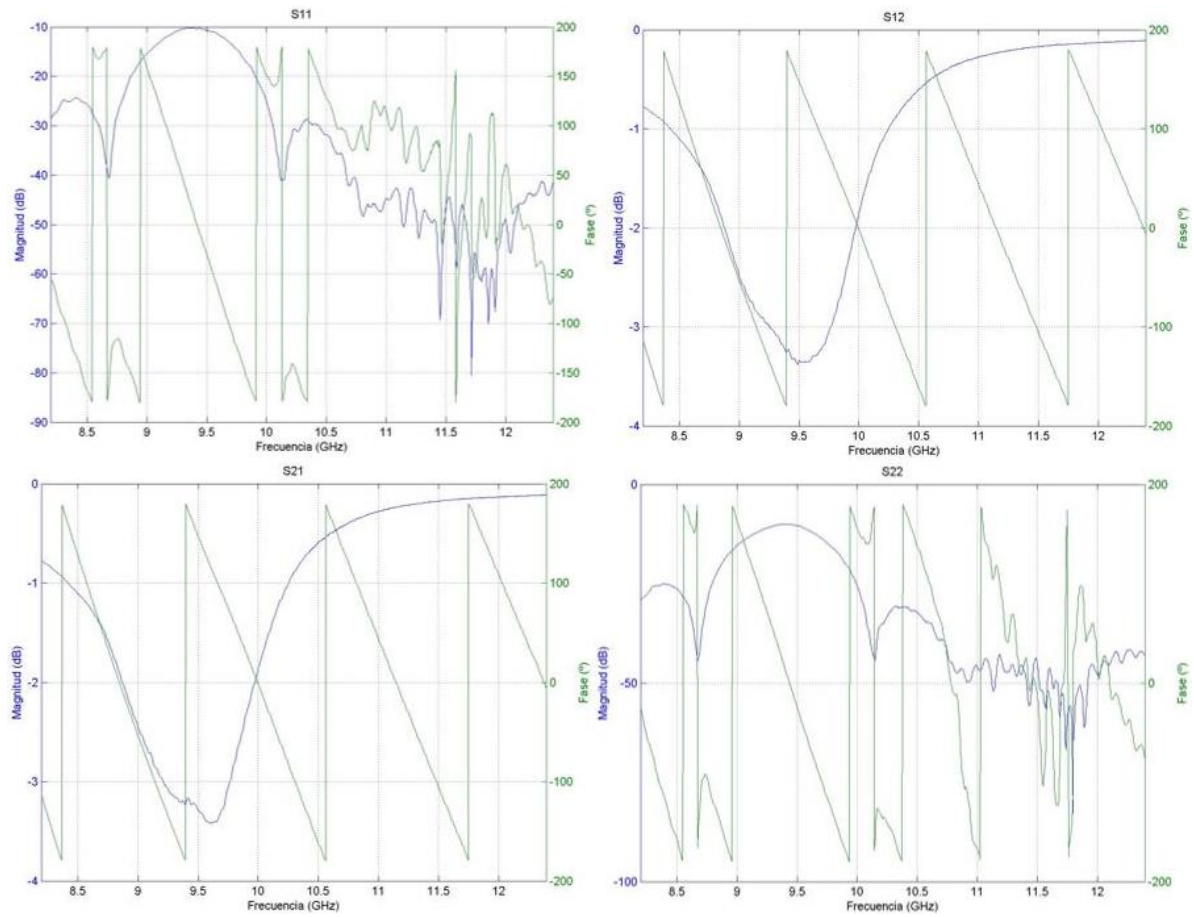 S11
-10
-20
-30
-40
-50
-60
-70
-80
-90
Magnitud (dB)
200
150
100
50
0
-50
-100
-150
-200
Fase (º)
8.5 9 9.5 10 10.5 11 11.5 12
Frecuencia (GHz)
S12
0
-1
-2
-3
-4
Magnitud (dB)
200
100
0
-100
-200
Fase (º)
8.5 9 9.5 10 10.5 11 11.5 12
Frecuencia (GHz)
S21
0
-1
-2
-3
-4
Magnitud (dB)
200
100
0
-100
-200
Fase (º)
8.5 9 9.5 10 10.5 11 11.5 12
Frecuencia (GHz)
S22
0
-50
-100
Magnitud (dB)
200
0
-200
Fase (º)
8.5 9 9.5 10 10.5 11 11.5 12
Frecuencia (GHz)